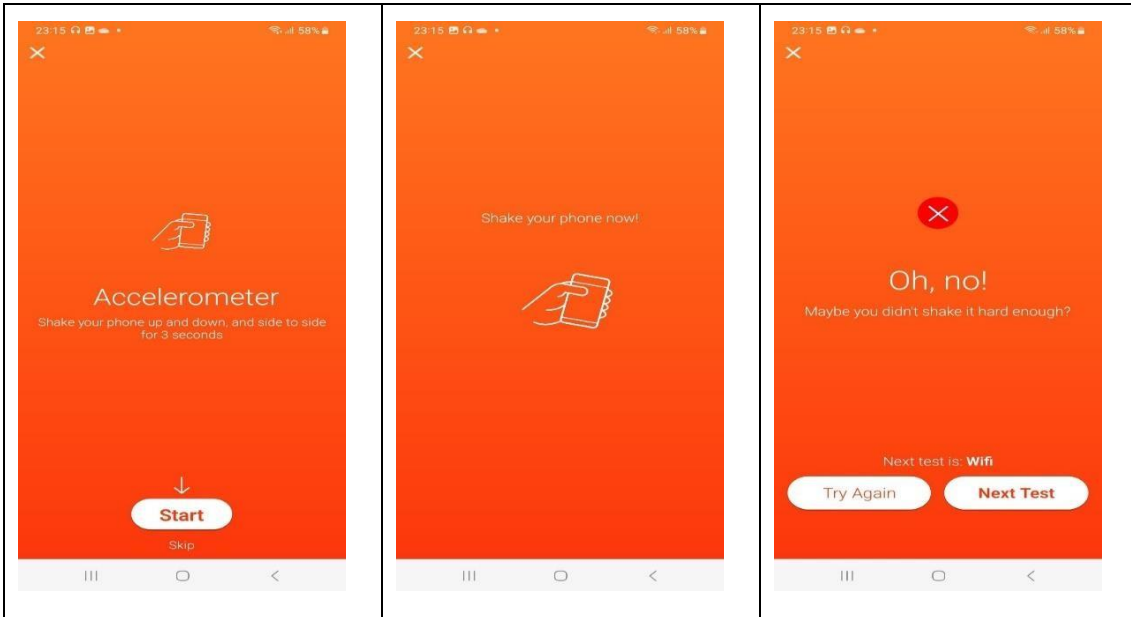 23:15
58%
Accelerometer
Shake your phone up and down, and side to side
for 3 seconds
Start
Skip
23:15
58%
Shake your phone now!
23:15
58%
Oh, no!
Maybe you didn't shake it hard enough?
Next test is: Wifi
Try Again
Next Test